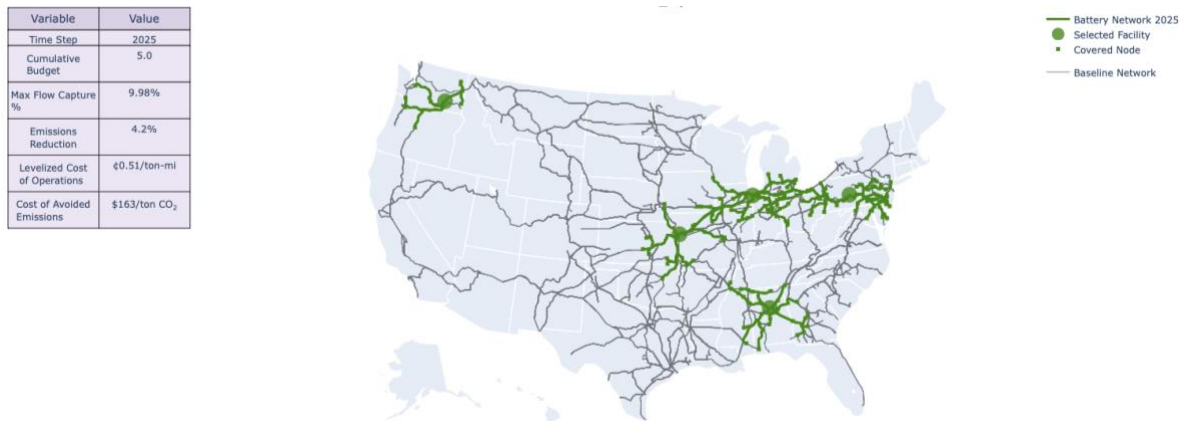 Variable Value
Time Step 2025
Cumulative 5.0
Budget
Max Flow Capture 9.98%
%
Emissions 4.2%
Reduction
Levelized Cost ¢0.51/ton-mi
of Operations
Cost of Avoided $163/ton CO₂
Emissions
Battery Network 2025
Selected Facility
Covered Node
Baseline Network